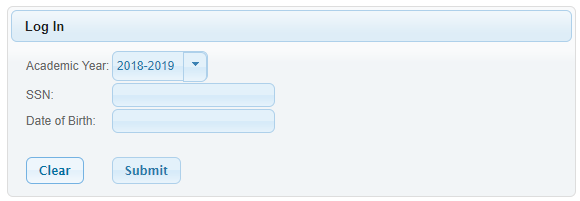 Log In
Academic Year: 2018-2019
SSN:
Date of Birth:
Clear Submit